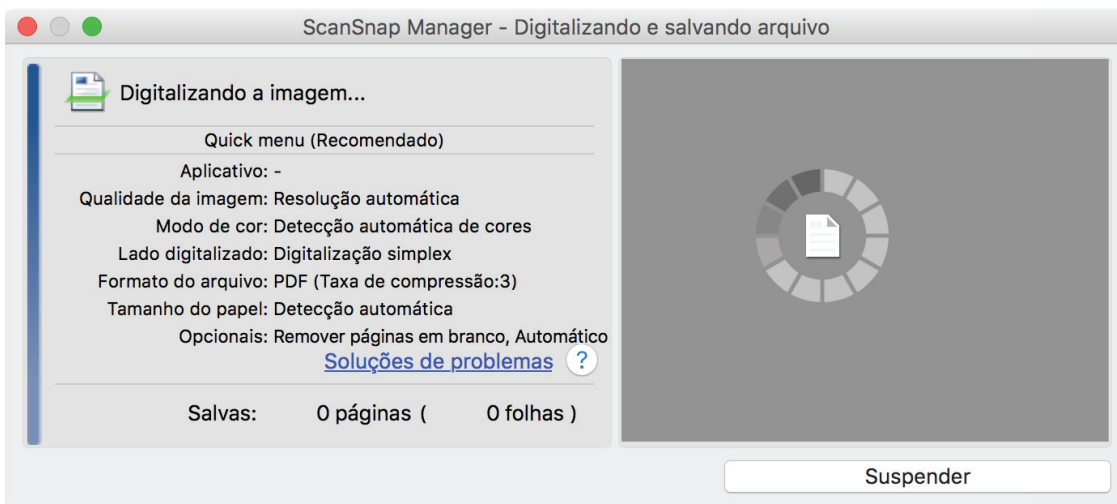 ScanSnap Manager - Digitalizando e salvando arquivo
Digitalizando a imagem...
Quick menu (Recomendado)
Aplicativo: -
Qualidade da imagem: Resolução automática
Modo de cor: Detecção automática de cores
Lado digitalizado: Digitalização simplex
Formato do arquivo: PDF (Taxa de compressão:3)
Tamanho do papel: Detecção automática
Opcionais: Remover páginas em branco, Automático
Soluções de problemas ?
Salvas: 0 páginas ( 0 folhas )
Suspender